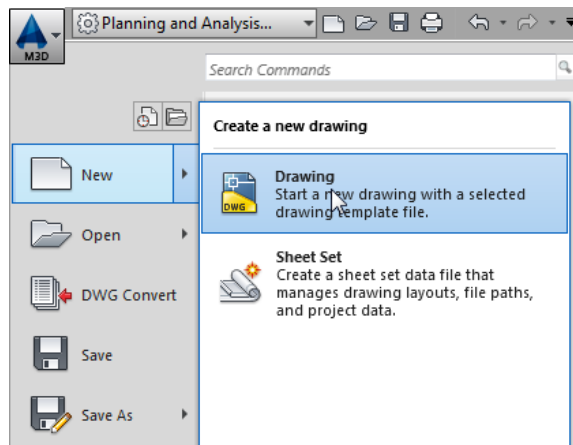 Planning and Analysis...
M3D
Search Commands
Create a new drawing
New
Drawing
Start a new drawing with a selected
drawing template file.
DWG
Open
Sheet Set
Create a sheet set data file that
manages drawing layouts, file paths,
and project data.
DWG Convert
Save
Save As